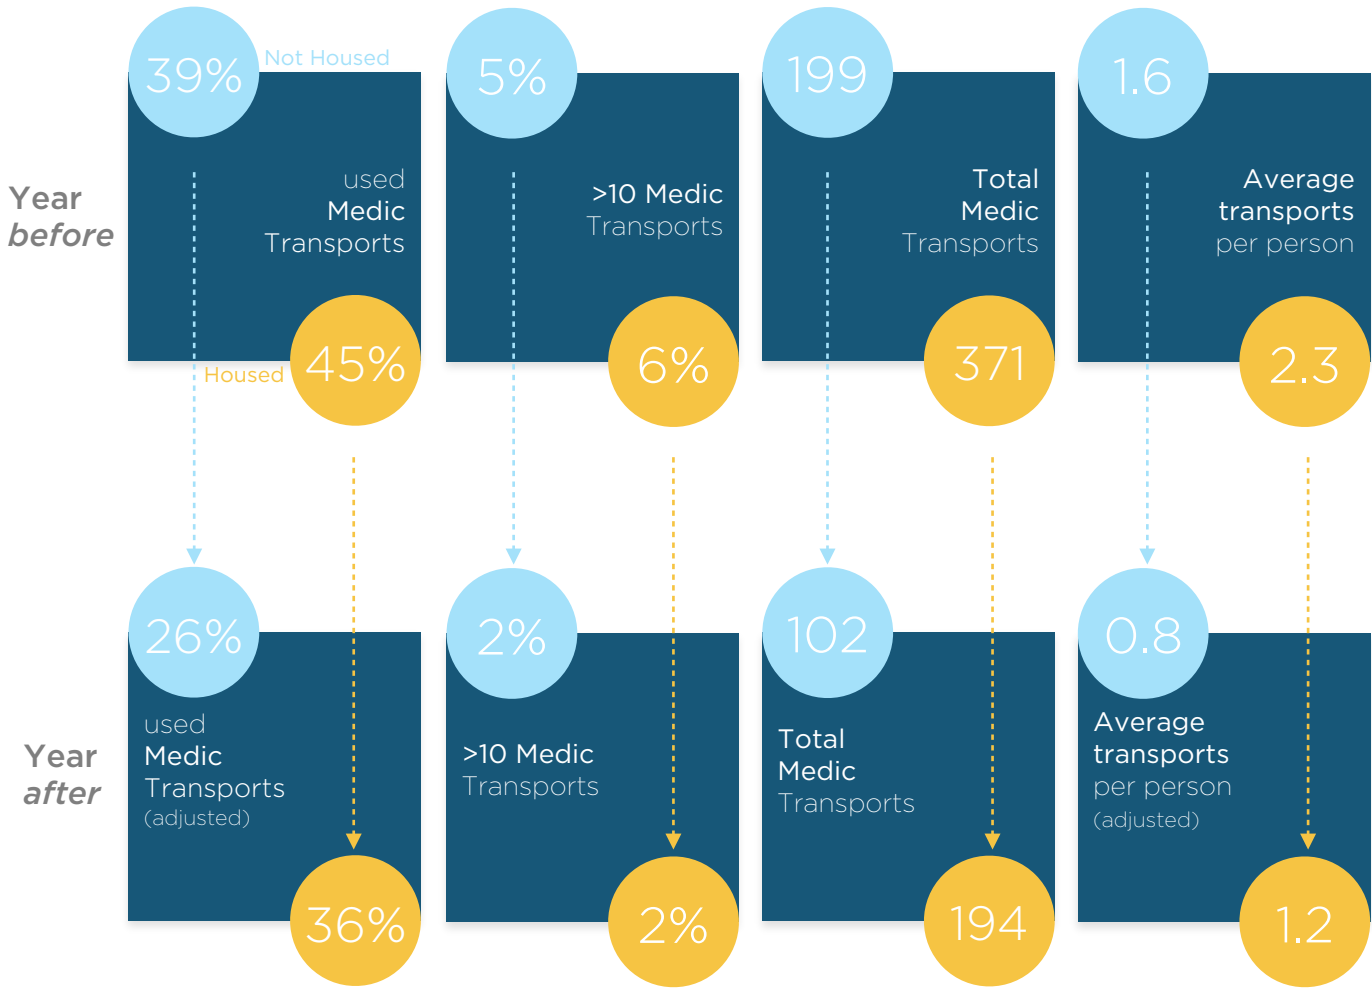 39%
Not Housed
5%
199
1.6
Year
before
used
Medic
Transports
>10 Medic
Transports
Total
Medic
Transports
Average
transports
per person
Housed
45%
6%
371
2.3
26%
2%
102
0.8
Year
after
used
Medic
Transports
(adjusted)
>10 Medic
Transports
Total
Medic
Transports
Average
transports
per person
(adjusted)
36%
2%
194
1.2